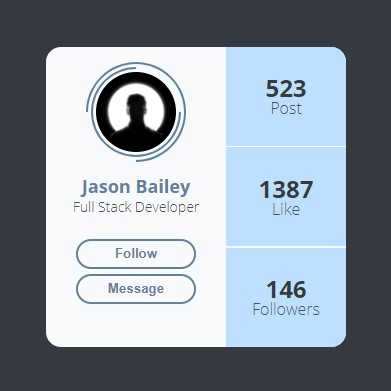 Jason Bailey
Full Stack Developer
Follow
Message
523
Post
1387
Like
146
Followers